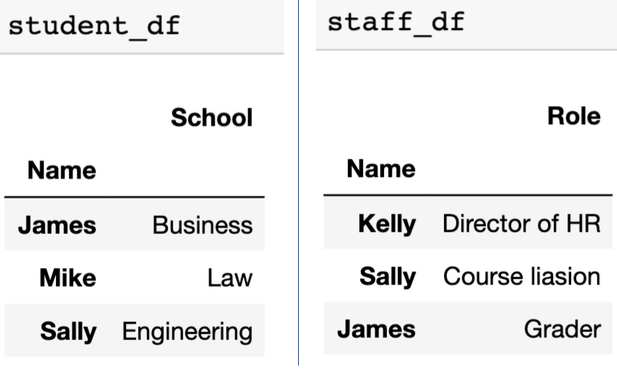 student_df
School
Name
James Business
Mike Law
Sally Engineering
staff_df
Role
Name
Kelly Director of HR
Sally Course liasion
James Grader